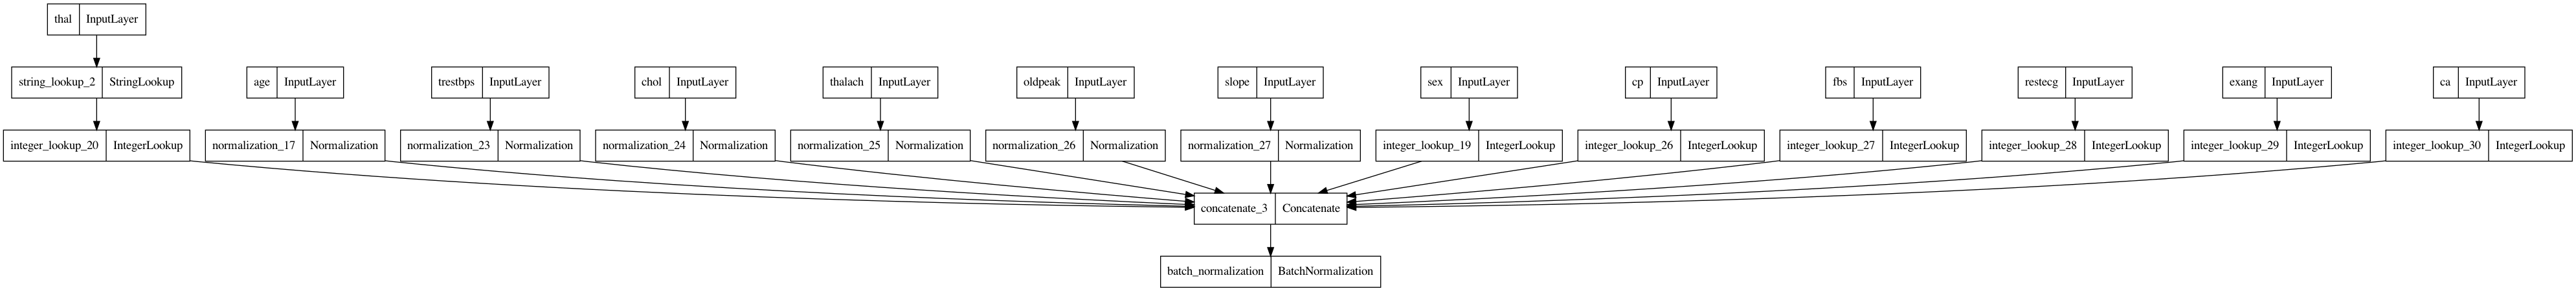 thal InputLayer
string_lookup_2 StringLookup age InputLayer trestbps InputLayer chol InputLayer thalach InputLayer oldpeak InputLayer slope InputLayer sex InputLayer cp InputLayer fbs InputLayer restecg InputLayer exang InputLayer ca InputLayer
integer_lookup_20 IntegerLookup normalization_17 Normalization normalization_23 Normalization normalization_24 Normalization normalization_25 Normalization normalization_26 Normalization normalization_27 Normalization integer_lookup_19 IntegerLookup integer_lookup_26 IntegerLookup integer_lookup_27 IntegerLookup integer_lookup_28 IntegerLookup integer_lookup_29 IntegerLookup integer_lookup_30 IntegerLookup
concatenate_3 Concatenate
batch_normalization BatchNormalization